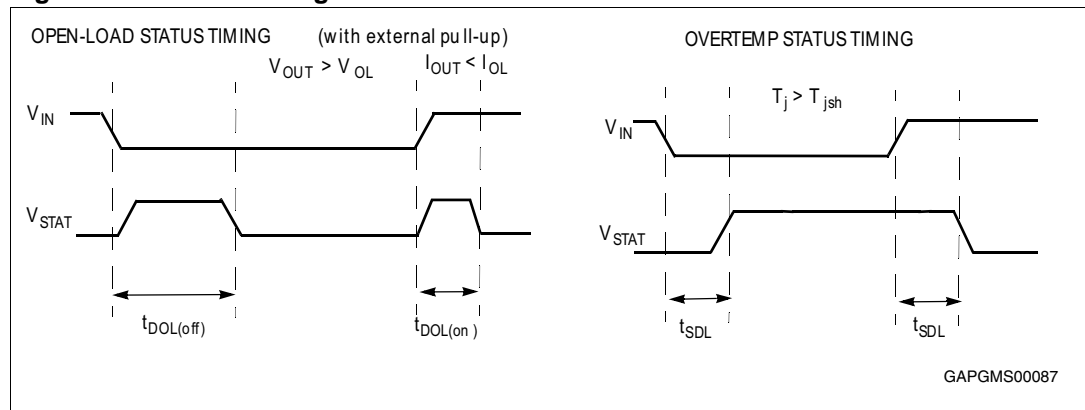 OPEN-LOAD STATUS TIMING (with external pull-up)
V_OUT > V_OL I_OUT < I_OL
V_IN
V_STAT
t_DOL(off) t_DOL(on)
OVERTEMP STATUS TIMING
T_j > T_jsh
V_IN
V_STAT
t_SDL t_SDL
GAPGMS00087